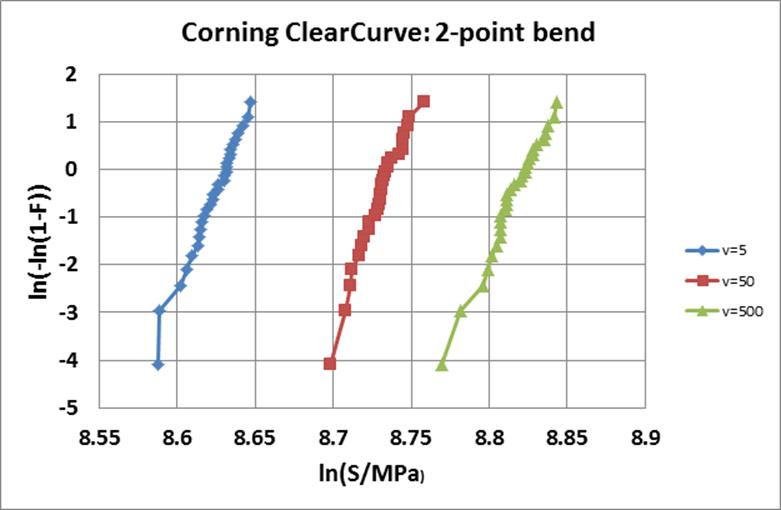 Corning ClearCurve: 2-point bend
2
1
0
-1
-2
-3
-4
-5
ln(-ln(1-F))
8.55 8.6 8.65 8.7 8.75 8.8 8.85 8.9
ln(S/MPa)
v=5
v=50
v=500